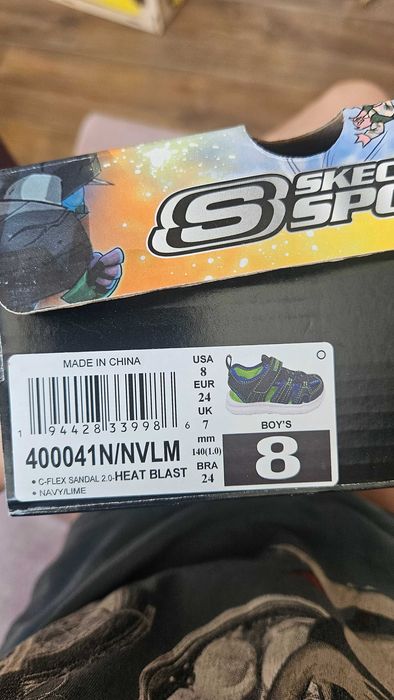 SKEC
SPO
MADE IN CHINA
1 94428 33998 6
400041N/NVLM
• C-FLEX SANDAL 2.0-HEAT BLAST
• NAVY/LIME
USA
8
EUR
24
UK
7
mm
140(1.0)
BRA
24
BOY'S
8